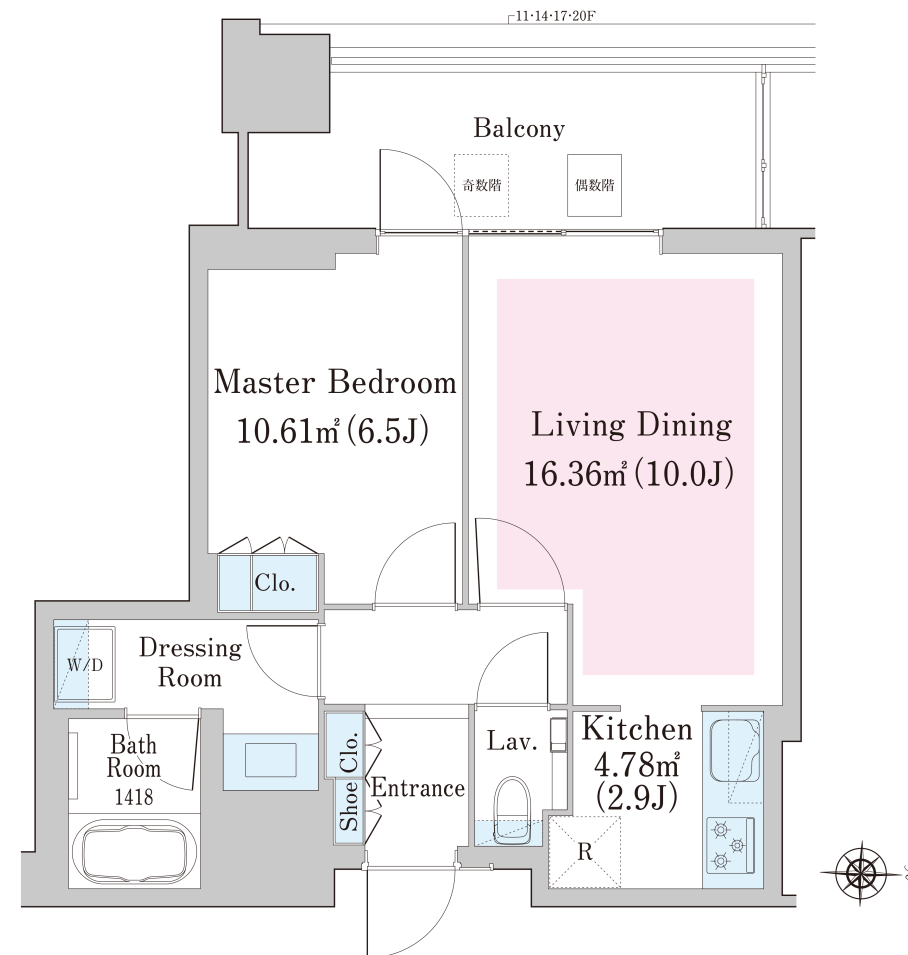 11·14·17·20F
Balcony
奇数階
偶数階
Master Bedroom
10.61㎡(6.5J)
Living Dining
16.36㎡(10.0J)
Clo.
W/D
Dressing
Room
Bath
Room
1418
Shoe Clo.
Entrance
Lav.
Kitchen
4.78㎡
(2.9J)
R